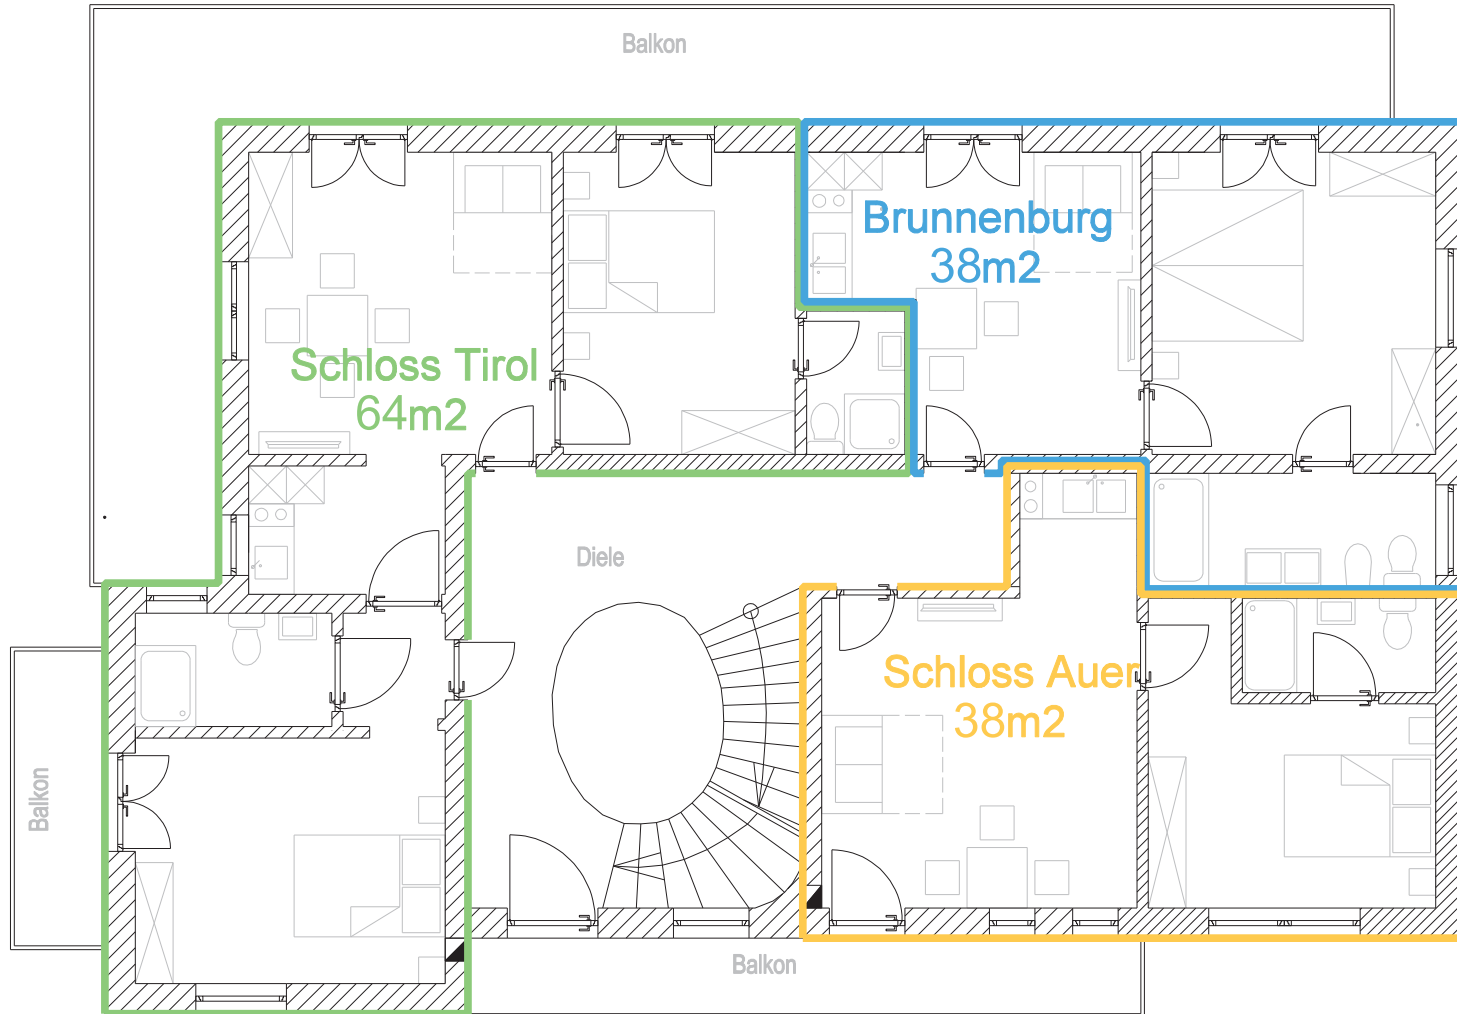 Balkon
Brunnenburg
38m2
Schloss Tirol
64m2
Diele
Schloss Auer
38m2
Balkon
Balkon